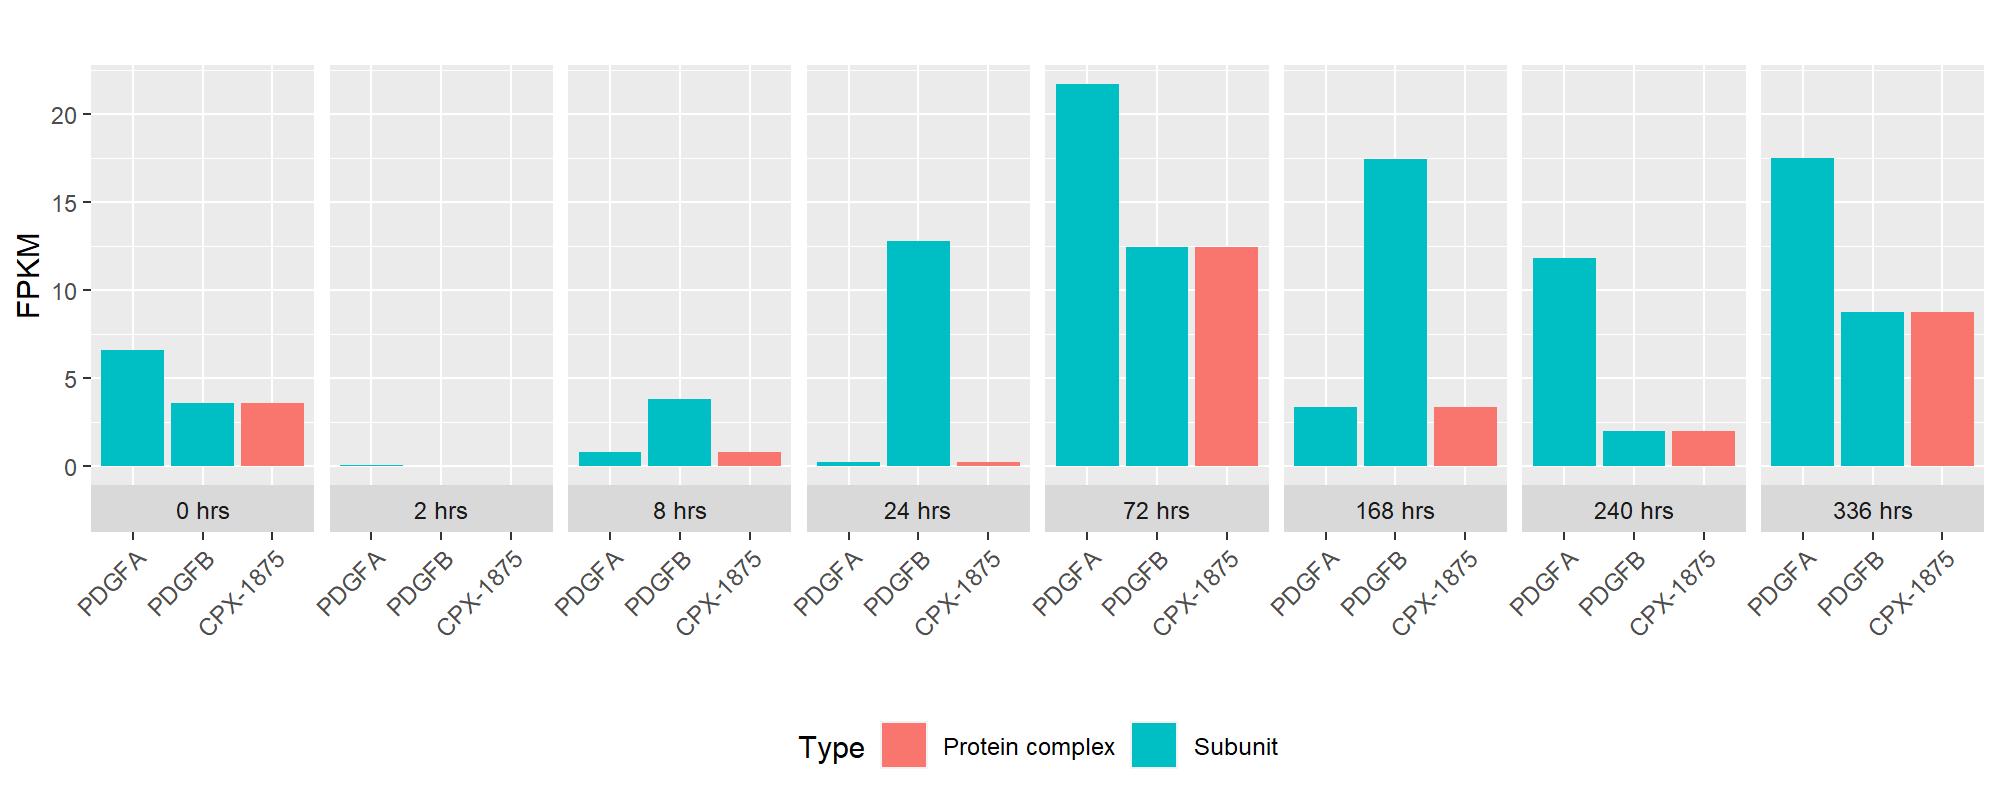 FPKM
20
15
10
5
0
0 hrs 2 hrs 8 hrs 24 hrs 72 hrs 168 hrs 240 hrs 336 hrs
PDGFA PDGFB CPX-1875 PDGFA PDGFB CPX-1875 PDGFA PDGFB CPX-1875 PDGFA PDGFB CPX-1875 PDGFA PDGFB CPX-1875 PDGFA PDGFB CPX-1875 PDGFA PDGFB CPX-1875 PDGFA PDGFB CPX-1875
Type Protein complex Subunit